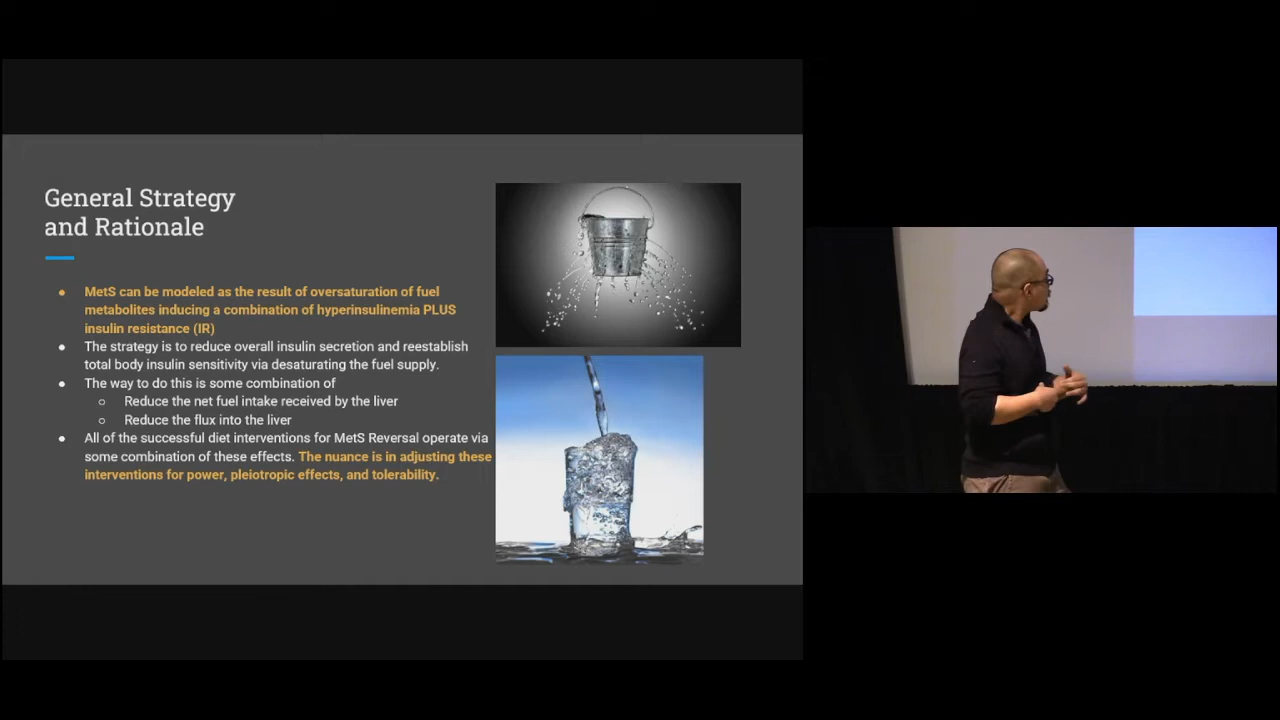 General Strategy
and Rationale
● MetS can be modeled as the result of oversaturation of fuel
metabolites inducing a combination of hyperinsulinemia PLUS
insulin resistance (IR)
● The strategy is to reduce overall insulin secretion and reestablish
total body insulin sensitivity via desaturating the fuel supply.
● The way to do this is some combination of
○ Reduce the net fuel intake received by the liver
○ Reduce the flux into the liver
● All of the successful diet interventions for MetS Reversal operate via
some combination of these effects. The nuance is in adjusting these
interventions for power, pleiotropic effects, and tolerability.